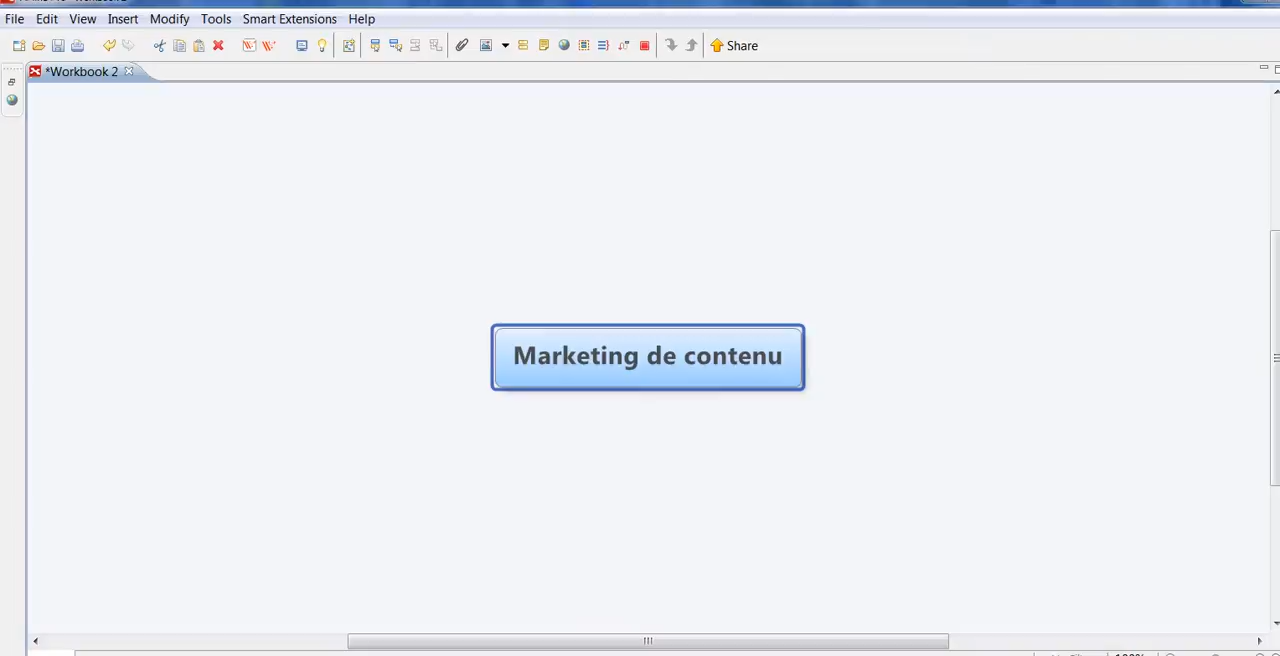 File Edit View Insert Modify Tools Smart Extensions Help
Share
*Workbook 2
Marketing de contenu